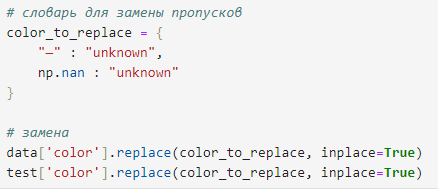 # словарь для замены пропусков
color_to_replace = {
    "—" : "unknown",
    np.nan : "unknown"
}
# замена
data['color'].replace(color_to_replace, inplace=True)
test['color'].replace(color_to_replace, inplace=True)